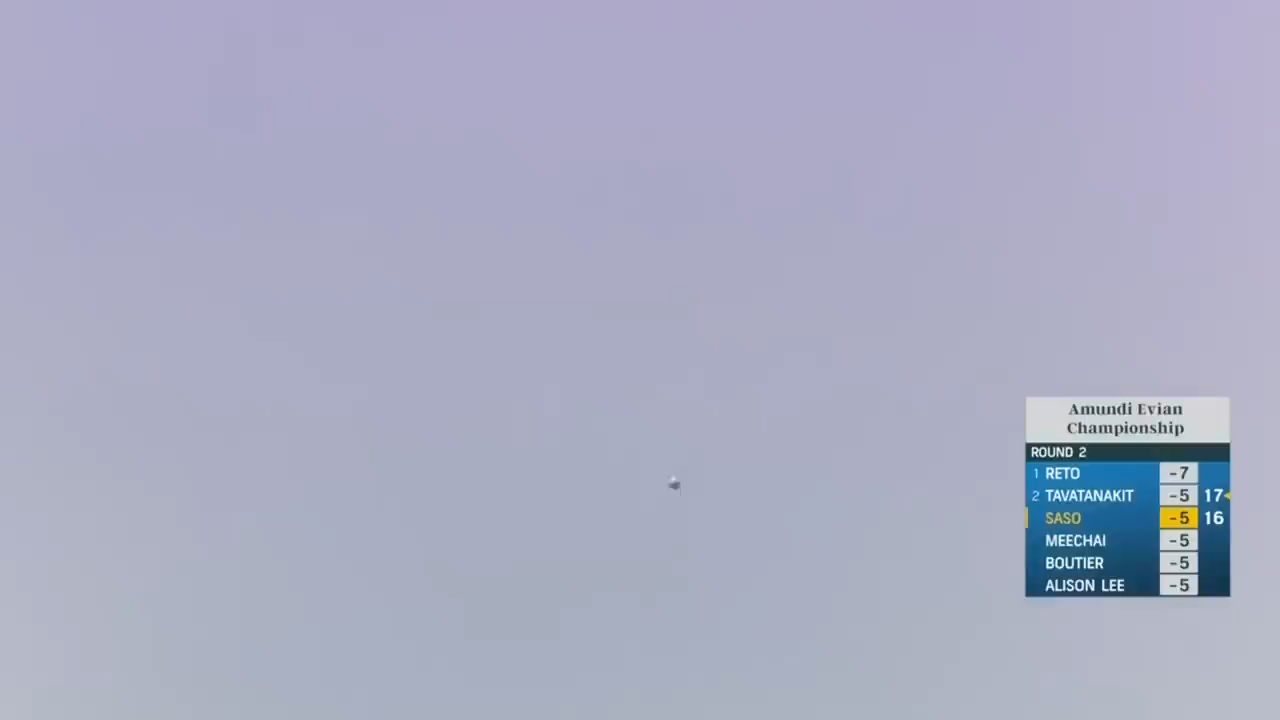 Amundi Evian
Championship
ROUND 2
1 RETO -7
2 TAVATANAKIT -5 17
SASO -5 16
MEECHAI -5
BOUTIER -5
ALISON LEE -5